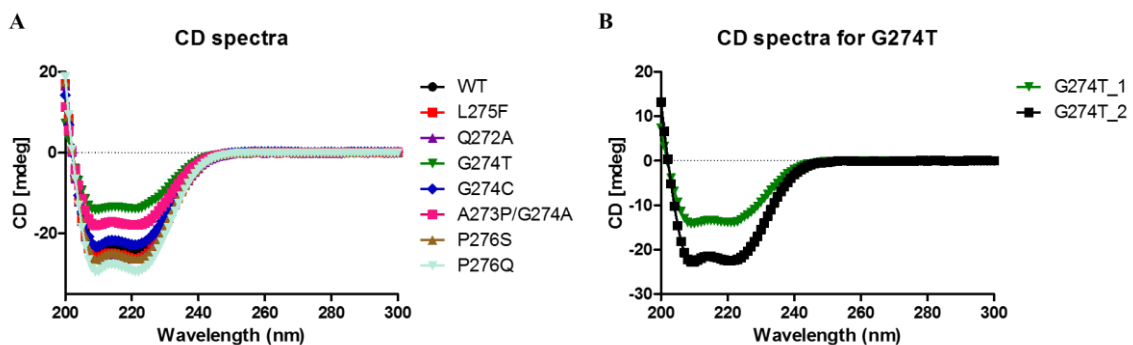 A
CD spectra
CD [mdeg]
20
0
-20
200
220
240
260
280
300
Wavelength (nm)
WT
L275F
Q272A
G274T
G274C
A273P/G274A
P276S
P276Q
B
CD spectra for G274T
CD [mdeg]
20
10
0
-10
-20
-30
200
220
240
260
280
300
Wavelength (nm)
G274T_1
G274T_2